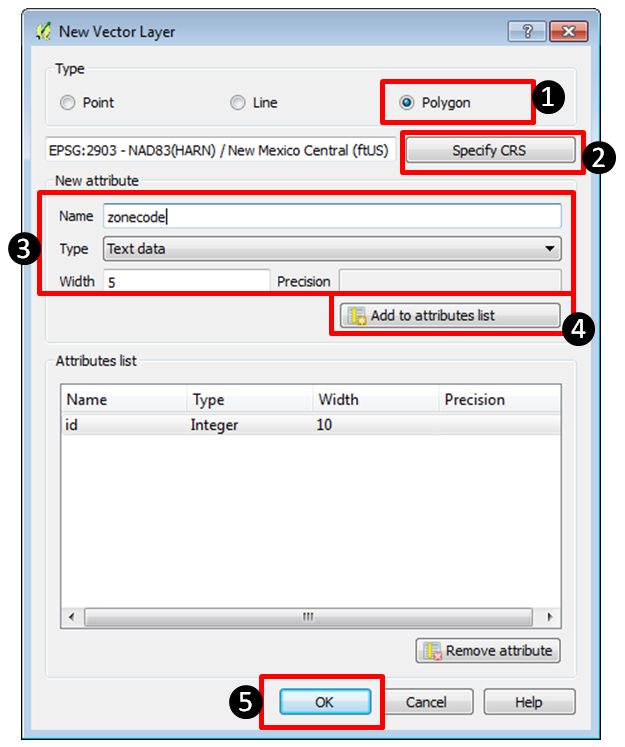 New Vector Layer
Type
Point Line Polygon 1
EPSG:2903 - NAD83(HARN) / New Mexico Central (ftUS) Specify CRS 2
New attribute
Name zonecode
3 Type Text data
Width 5 Precision
Add to attributes list 4
Attributes list
Name Type Width Precision
id Integer 10
Remove attribute
5 OK Cancel Help